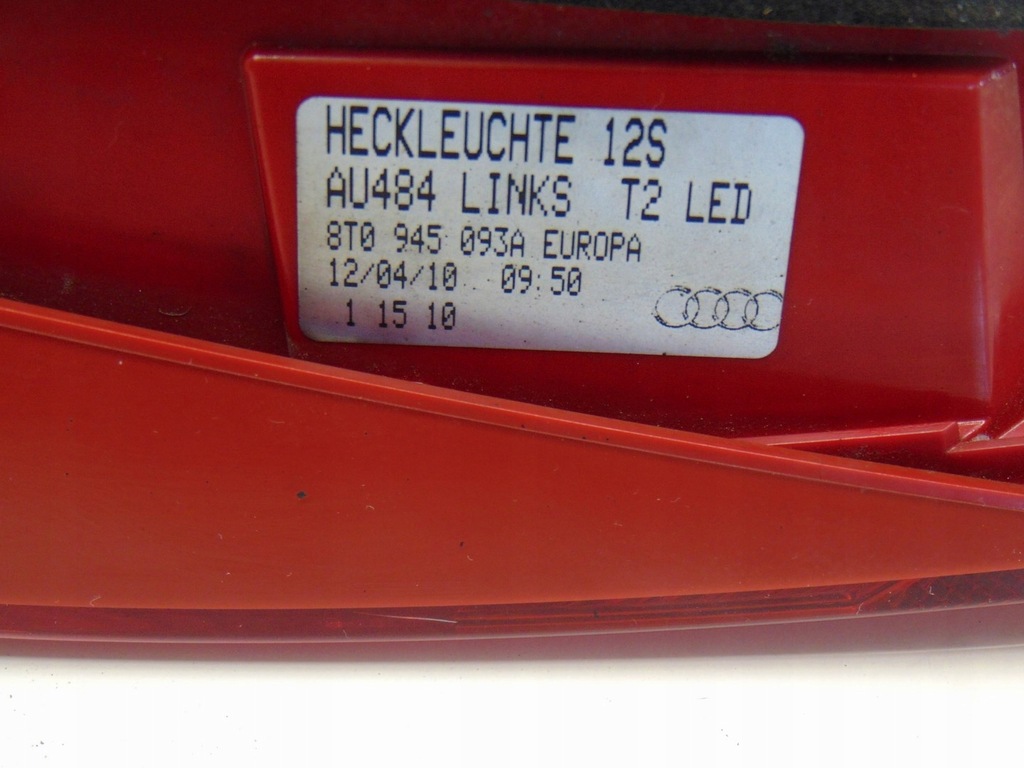 HECKLEUCHTE 12S
AU484 LINKS T2 LED
8T0 945 093A EUROPA
12/04/10 09:50
1 15 10